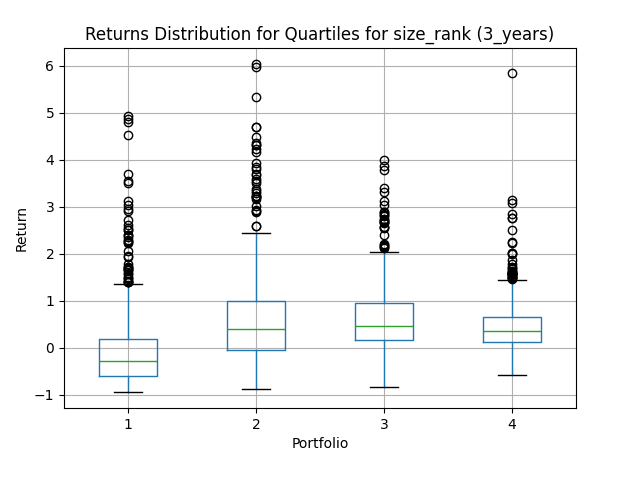 Returns Distribution for Quartiles for size_rank (3_years)
6
5
4
3
2
1
0
−1
Return
1 2 3 4
Portfolio